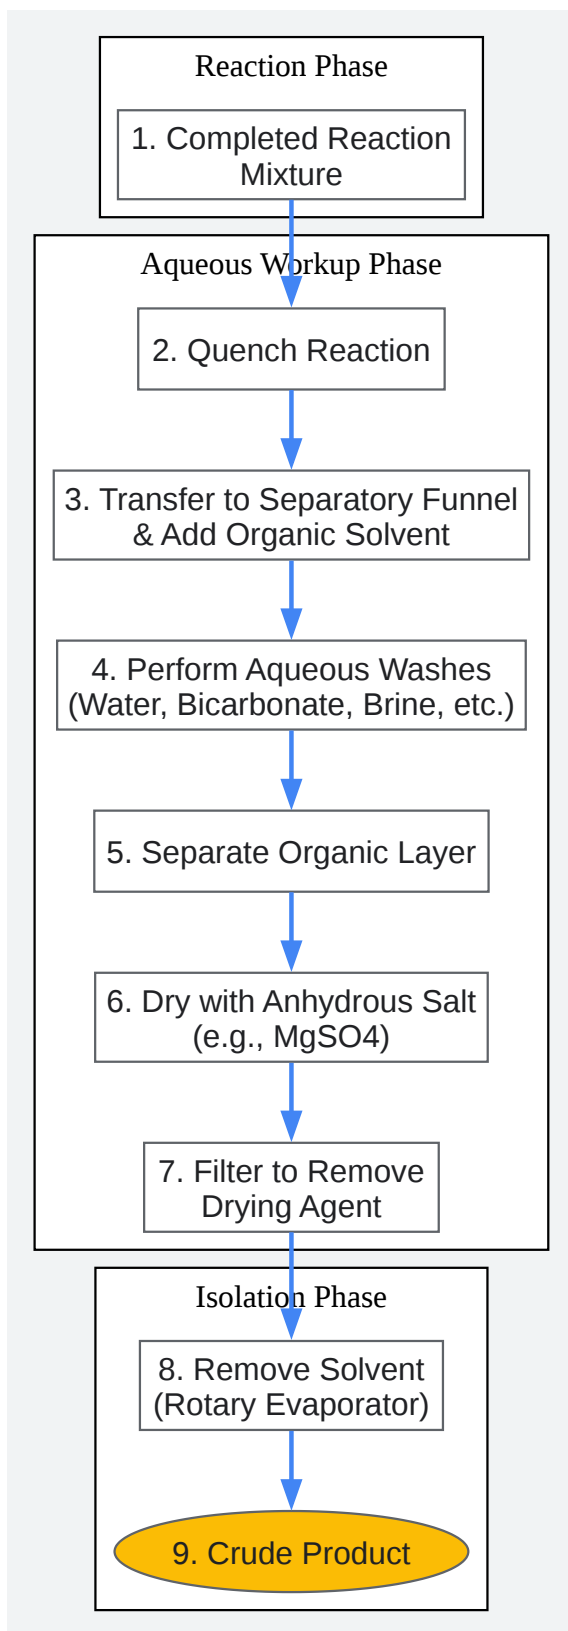 Reaction Phase
1. Completed Reaction
Mixture
Aqueous Workup Phase
2. Quench Reaction
3. Transfer to Separatory Funnel
& Add Organic Solvent
4. Perform Aqueous Washes
(Water, Bicarbonate, Brine, etc.)
5. Separate Organic Layer
6. Dry with Anhydrous Salt
(e.g., MgSO4)
7. Filter to Remove
Drying Agent
Isolation Phase
8. Remove Solvent
(Rotary Evaporator)
9. Crude Product